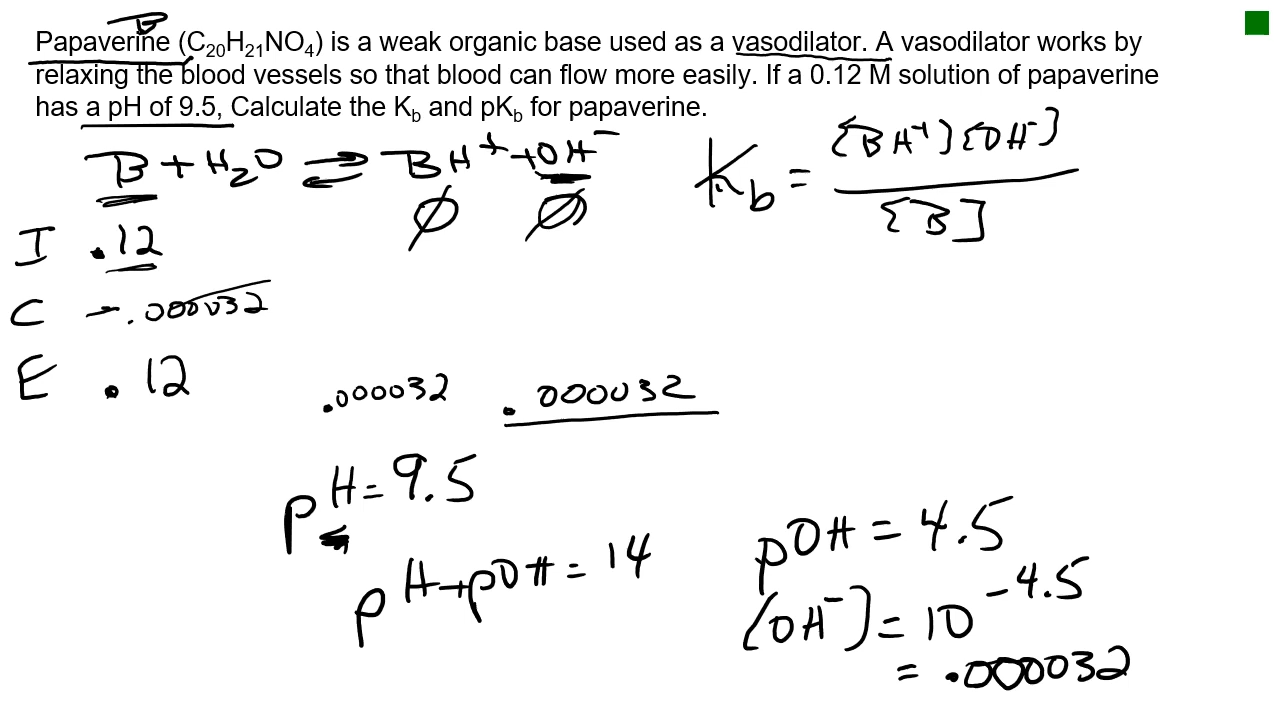 B
Papaverine (C₂₀H₂₁NO₄) is a weak organic base used as a vasodilator. A vasodilator works by
relaxing the blood vessels so that blood can flow more easily. If a 0.12 M solution of papaverine
has a pH of 9.5, Calculate the K_b and pK_b for papaverine.
B + H₂O ⇌ BH⁺ + OH⁻
Ø Ø
K_b = [BH⁺][OH⁻] / [B]
I .12
C -.000032
E .12 .000032 .000032
pH = 9.5
pH + pOH = 14
pOH = 4.5
[OH⁻] = 10^-4.5
= .000032